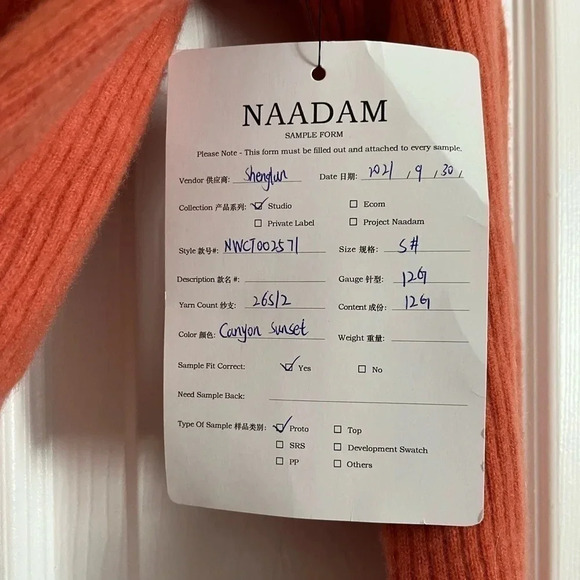 NAADAM
SAMPLE FORM
Please Note - This form must be filled out and attached to every sample.
Vendor 供应商: Shenglun Date 日期: 2021, 9, 30,
Collection 产品系列: Studio Ecom
Private Label Project Naadam
Style 款号#: NWCT002571 Size 规格: S#
Description 款名#: Gauge 针型: 12G
Yarn Count 纱支: 26S/2 Content 成份: 12G
Color 颜色: Canyon Sunset Weight 重量:
Sample Fit Correct: Yes No
Need Sample Back:
Type Of Sample 样品类别: Proto Top
SRS Development Swatch
PP Others